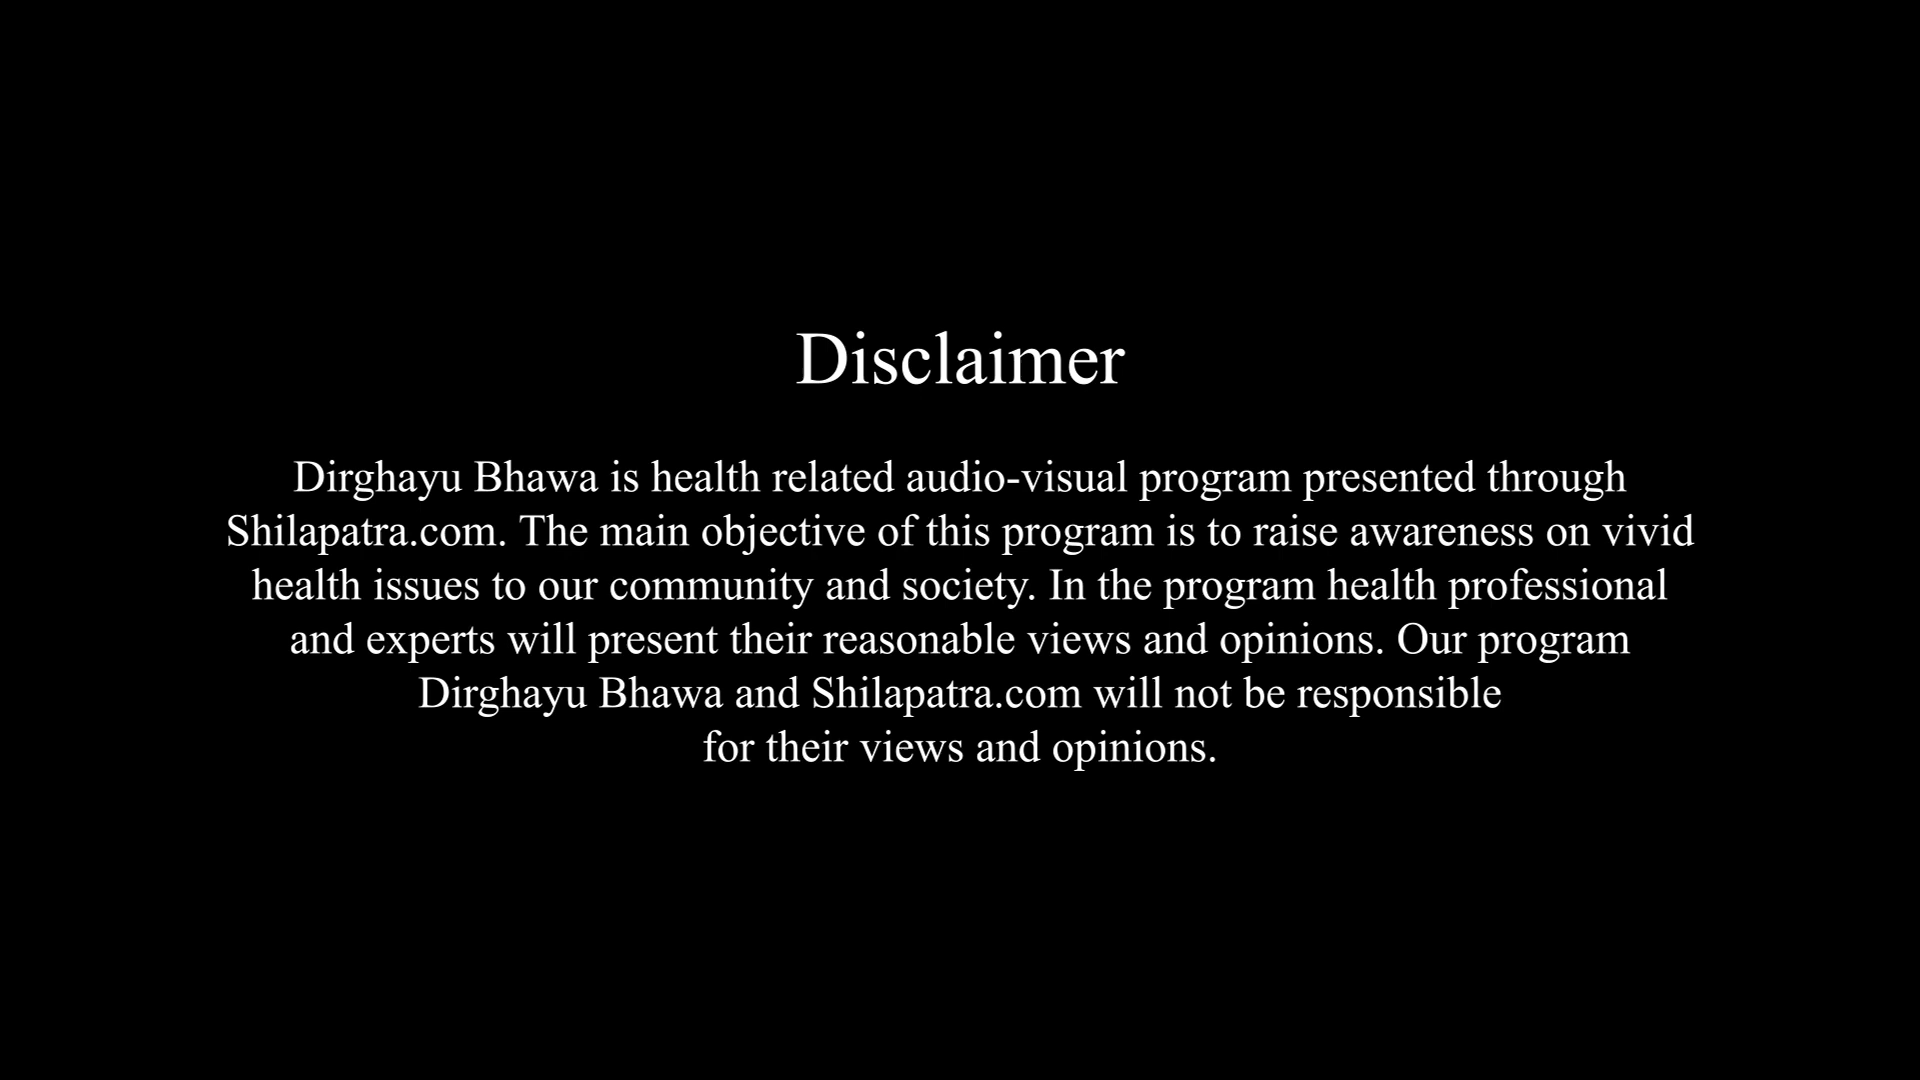 Disclaimer
Dirghayu Bhawa is health related audio-visual program presented through
Shilapatra.com. The main objective of this program is to raise awareness on vivid
health issues to our community and society. In the program health professional
and experts will present their reasonable views and opinions. Our program
Dirghayu Bhawa and Shilapatra.com will not be responsible
for their views and opinions.